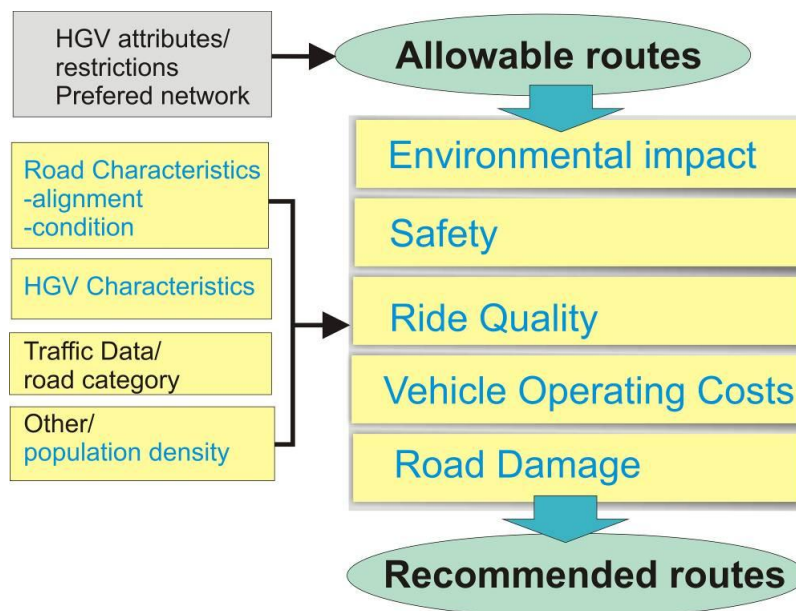 HGV attributes/
restrictions
Prefered network
Allowable routes
Road Characteristics
-alignment
-condition
HGV Characteristics
Traffic Data/
road category
Other/
population density
Environmental impact
Safety
Ride Quality
Vehicle Operating Costs
Road Damage
Recommended routes